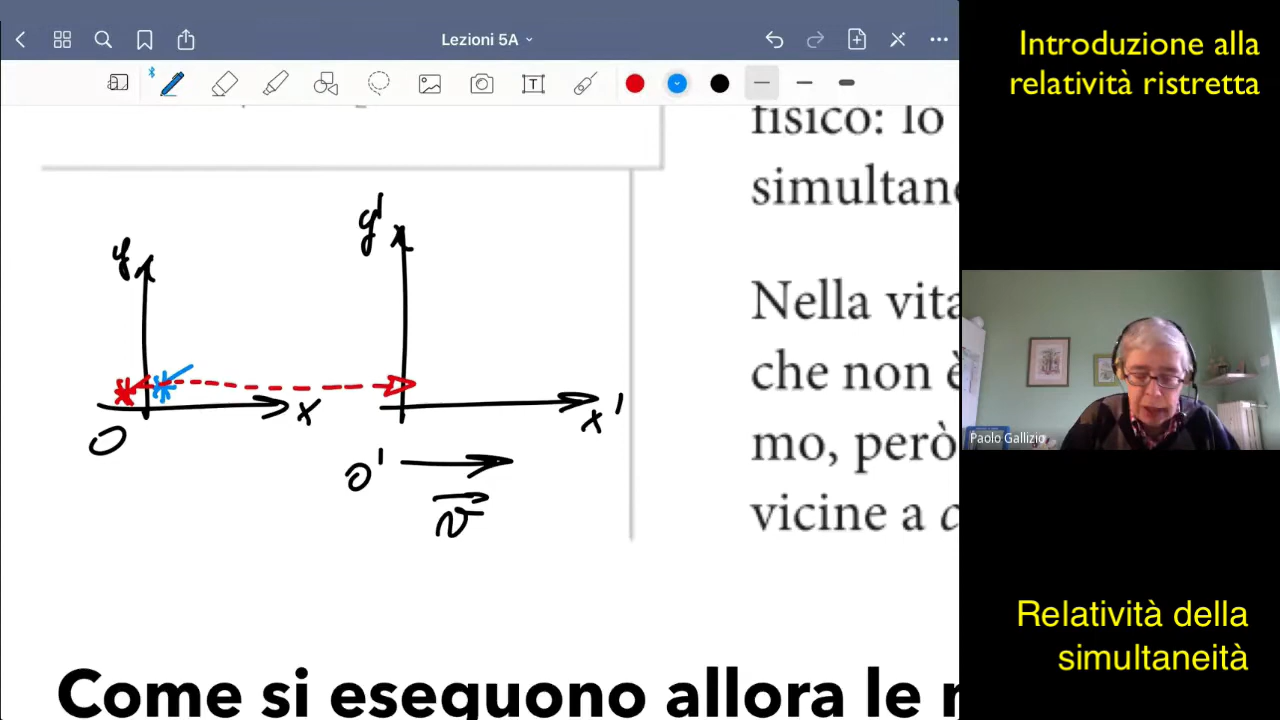 Lezioni 5A
Introduzione alla
relatività ristretta
fisico: lo
simultane
y
y'
Nella vita
che non è
x
x'
O
O'
mo, però
Paolo Gallizio
v
vicine a c
Relatività della
simultaneità
Come si eseguono allora le